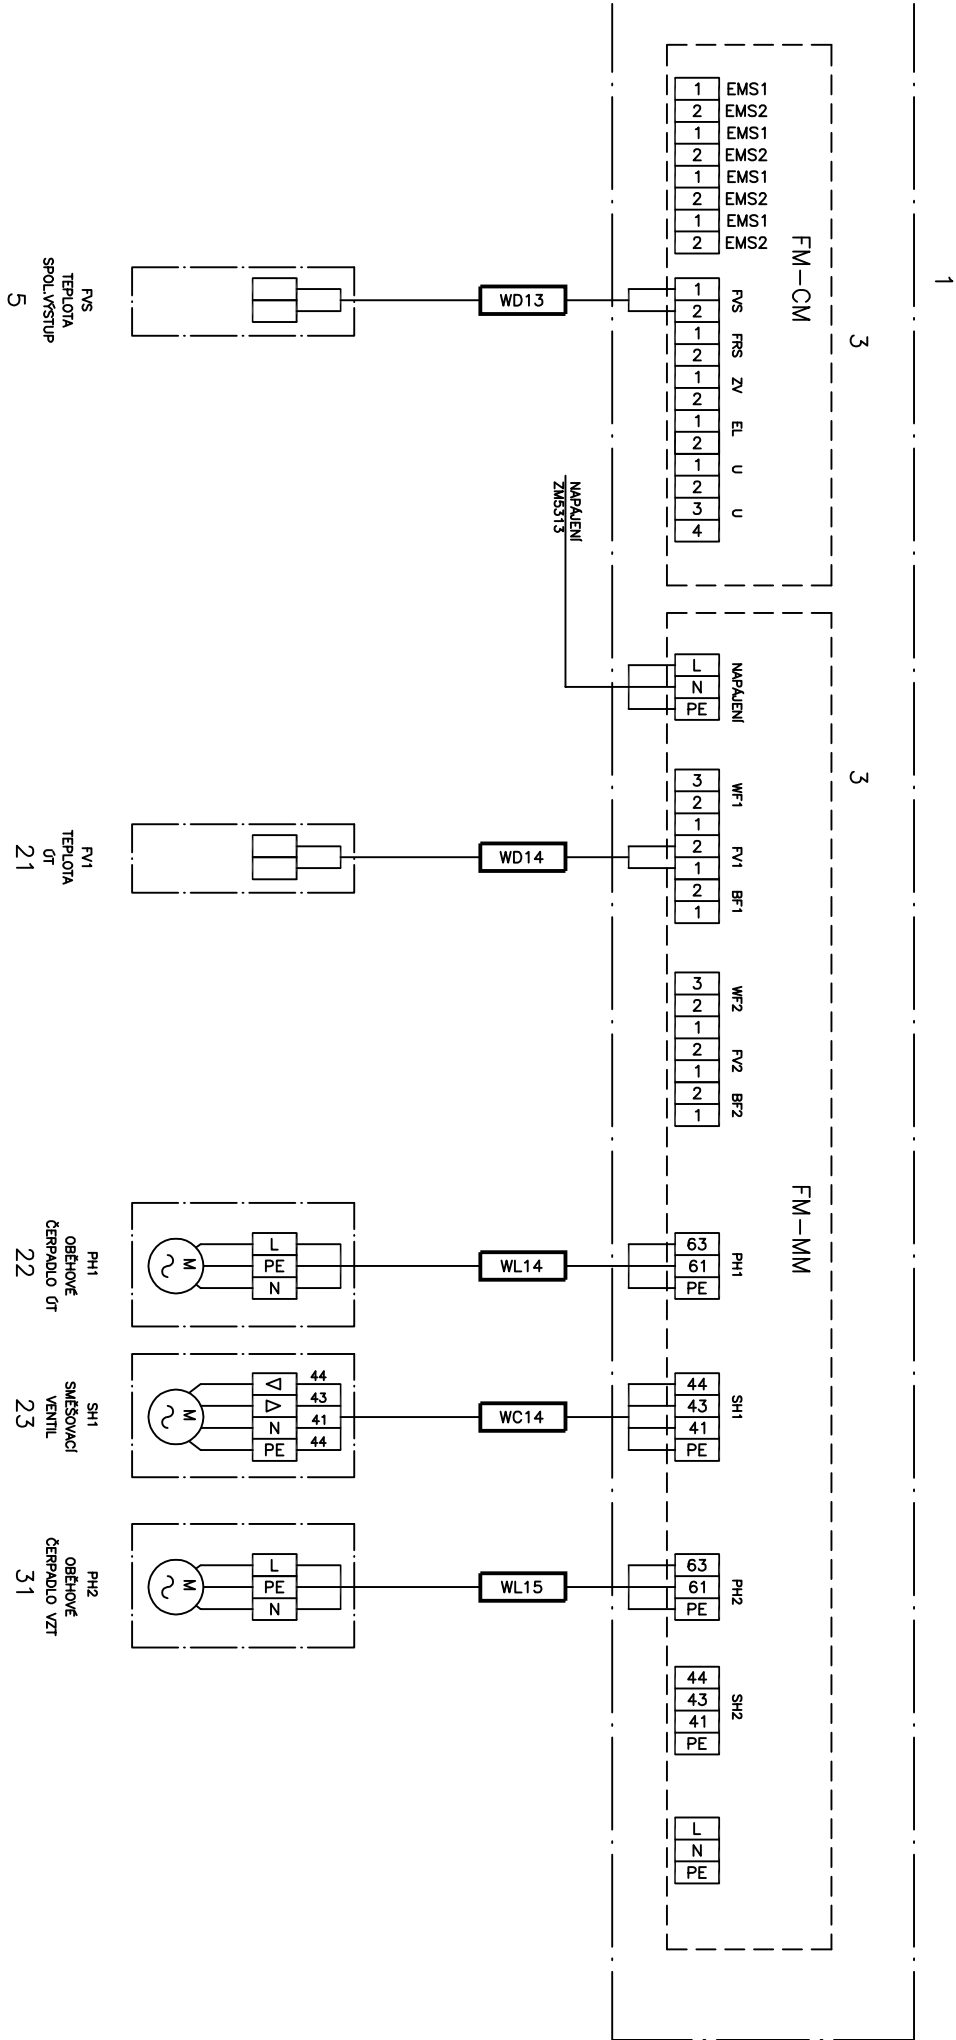 1
3
FM-CM
1 EMS1
2 EMS2
1 EMS1
2 EMS2
1 EMS1
2 EMS2
1 EMS1
2 EMS2
FVS
1
2
FRS
1
2
ZV
1
2
EL
1
2
U
1
2
U
3
4
WD13
FVS
TEPLOTA
SPOL.VÝSTUP
5
NAPÁJENÍ
ZM5313
3
FM-MM
NAPÁJENÍ
L
N
PE
WF1
3
2
1
FV1
2
1
BF1
2
1
WD14
FV1
TEPLOTA
ÚT
21
WF2
3
2
1
FV2
2
1
BF2
2
1
PH1
63
61
PE
WL14
L
PE
N
M
PH1
OBĚHOVÉ
ČERPADLO ÚT
22
SH1
44
43
41
PE
WC14
44
43
41
44
N
PE
M
SH1
SMĚŠOVACÍ
VENTIL
23
PH2
63
61
PE
WL15
L
PE
N
M
PH2
OBĚHOVÉ
ČERPADLO VZT
31
SH2
44
43
41
PE
L
N
PE